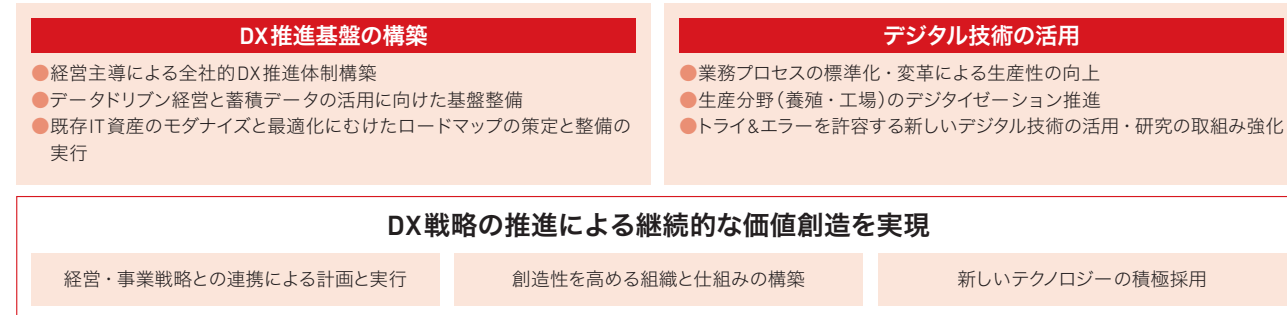 DX推進基盤の構築
●経営主導による全社的DX推進体制構築
●データドリブン経営と蓄積データの活用に向けた基盤整備
●既存IT資産のモダナイズと最適化にむけたロードマップの策定と整備の
実行
デジタル技術の活用
●業務プロセスの標準化・変革による生産性の向上
●生産分野(養殖・工場)のデジタイゼーション推進
●トライ&エラーを許容する新しいデジタル技術の活用・研究の取組み強化
DX戦略の推進による継続的な価値創造を実現
経営・事業戦略との連携による計画と実行
創造性を高める組織と仕組みの構築
新しいテクノロジーの積極採用